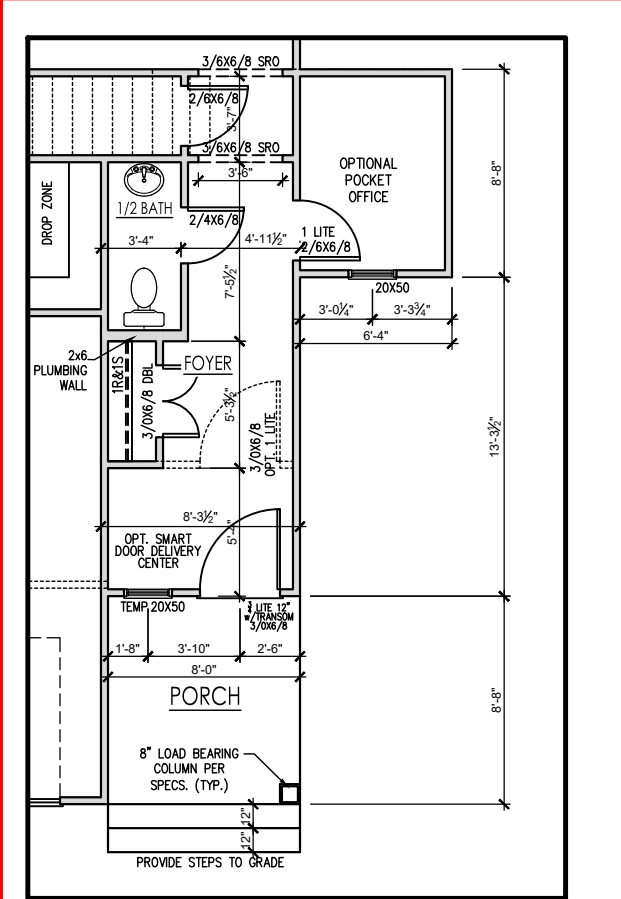 3/6X6/8 SRO
2/6X6/8
3'-7"
3/6X6/8 SRO
3'-6"
OPTIONAL
POCKET
OFFICE
8'-8"
DROP ZONE
1/2 BATH
2/4X6/8
1 LITE
2/6X6/8
3'-4"
4'-11½"
7'-5½"
20X50
3'-0¼"
3'-3¾"
6'-4"
2x6
PLUMBING
WALL
1R&1S
3/0X6/8 DBL
FOYER
5'-3½"
3/0X6/8
OPT. 1 LITE
13'-3½"
8'-3½"
5'-4"
OPT. SMART
DOOR DELIVERY
CENTER
TEMP 20X50
LITE 12"
w/TRANSOM
3/0X6/8
1'-8"
3'-10"
2'-6"
8'-0"
PORCH
8'-8"
8" LOAD BEARING
COLUMN PER
SPECS. (TYP.)
12"
12"
PROVIDE STEPS TO GRADE